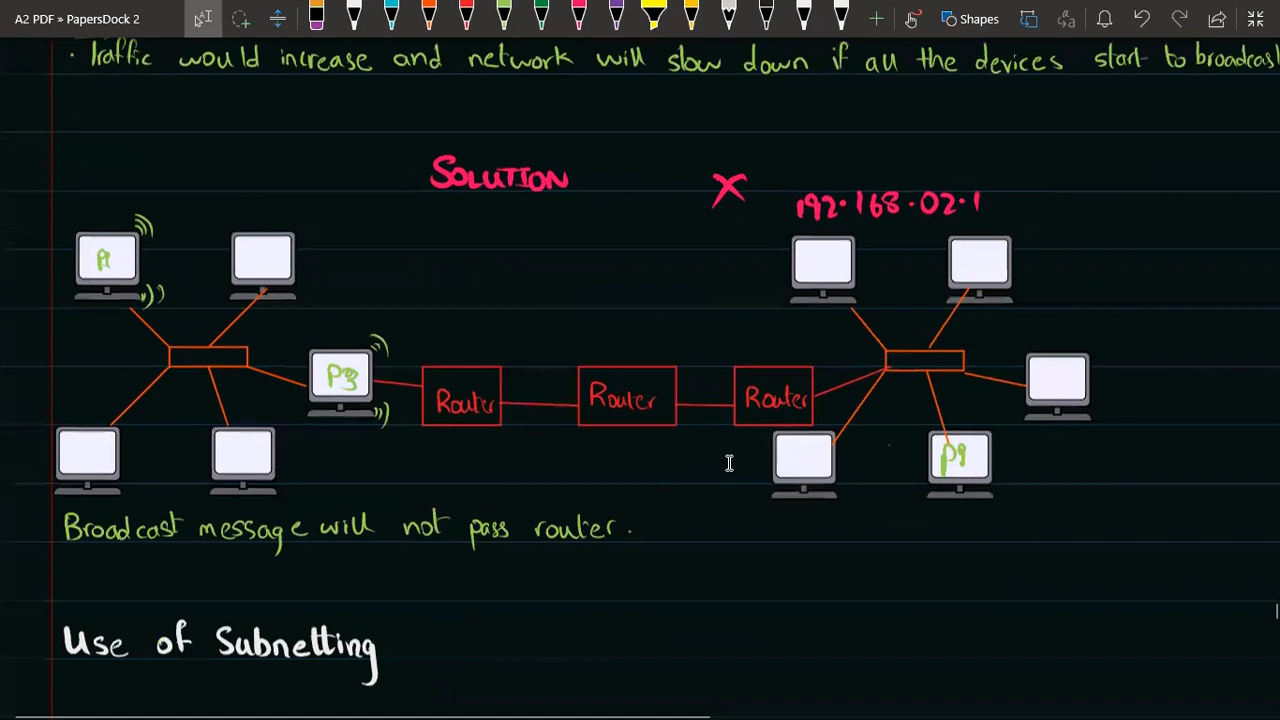 A2 PDF » PapersDock 2
Shapes
· Traffic would increase and network will slow down if all the devices start to broadcast
SOLUTION
X 192.168.02.1
P1
P3
Router Router Router
P9
Broadcast message will not pass router.
Use of Subnetting